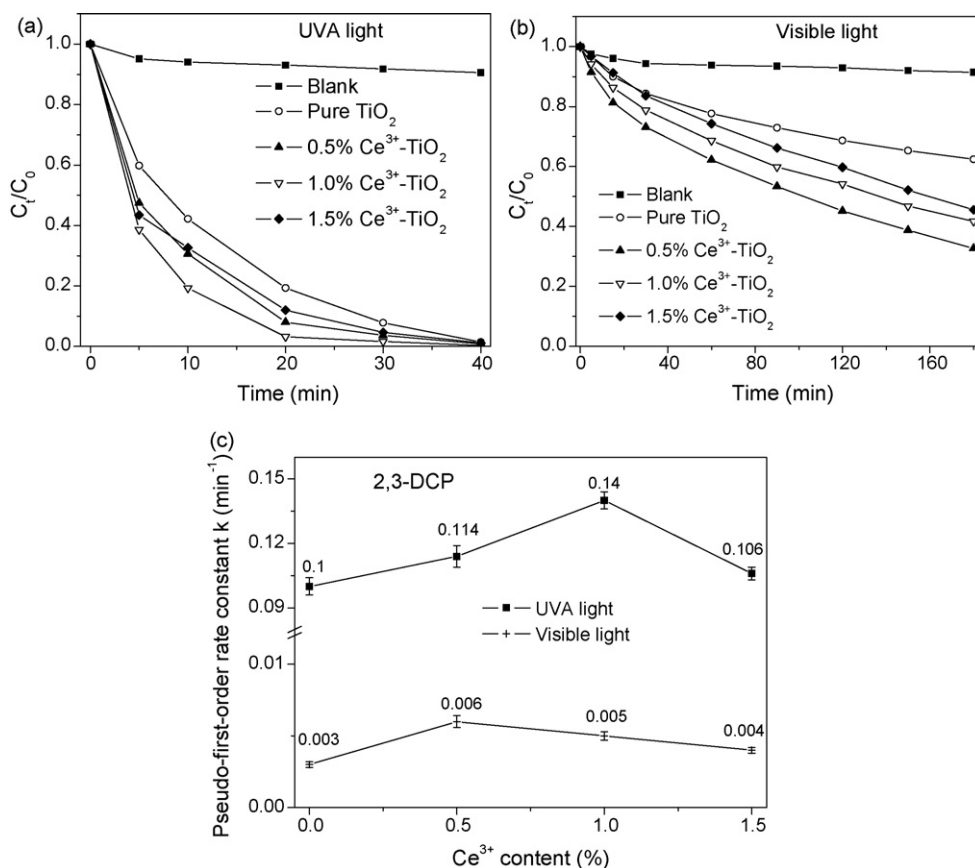 (a)
UVA light
1.0
0.8
0.6
0.4
0.2
0.0
Cₜ/C₀
Blank
Pure TiO₂
0.5% Ce³⁺-TiO₂
1.0% Ce³⁺-TiO₂
1.5% Ce³⁺-TiO₂
0 10 20 30 40
Time (min)
(b)
Visible light
1.0
0.8
0.6
0.4
0.2
0.0
Cₜ/C₀
Blank
Pure TiO₂
0.5% Ce³⁺-TiO₂
1.0% Ce³⁺-TiO₂
1.5% Ce³⁺-TiO₂
0 40 80 120 160
Time (min)
(c)
2,3-DCP
Pseudo-first-order rate constant k (min⁻¹)
0.15
0.12
0.09
0.01
0.00
0.1
0.114
0.14
0.106
UVA light
Visible light
0.003
0.006
0.005
0.004
0.0 0.5 1.0 1.5
Ce³⁺ content (%)